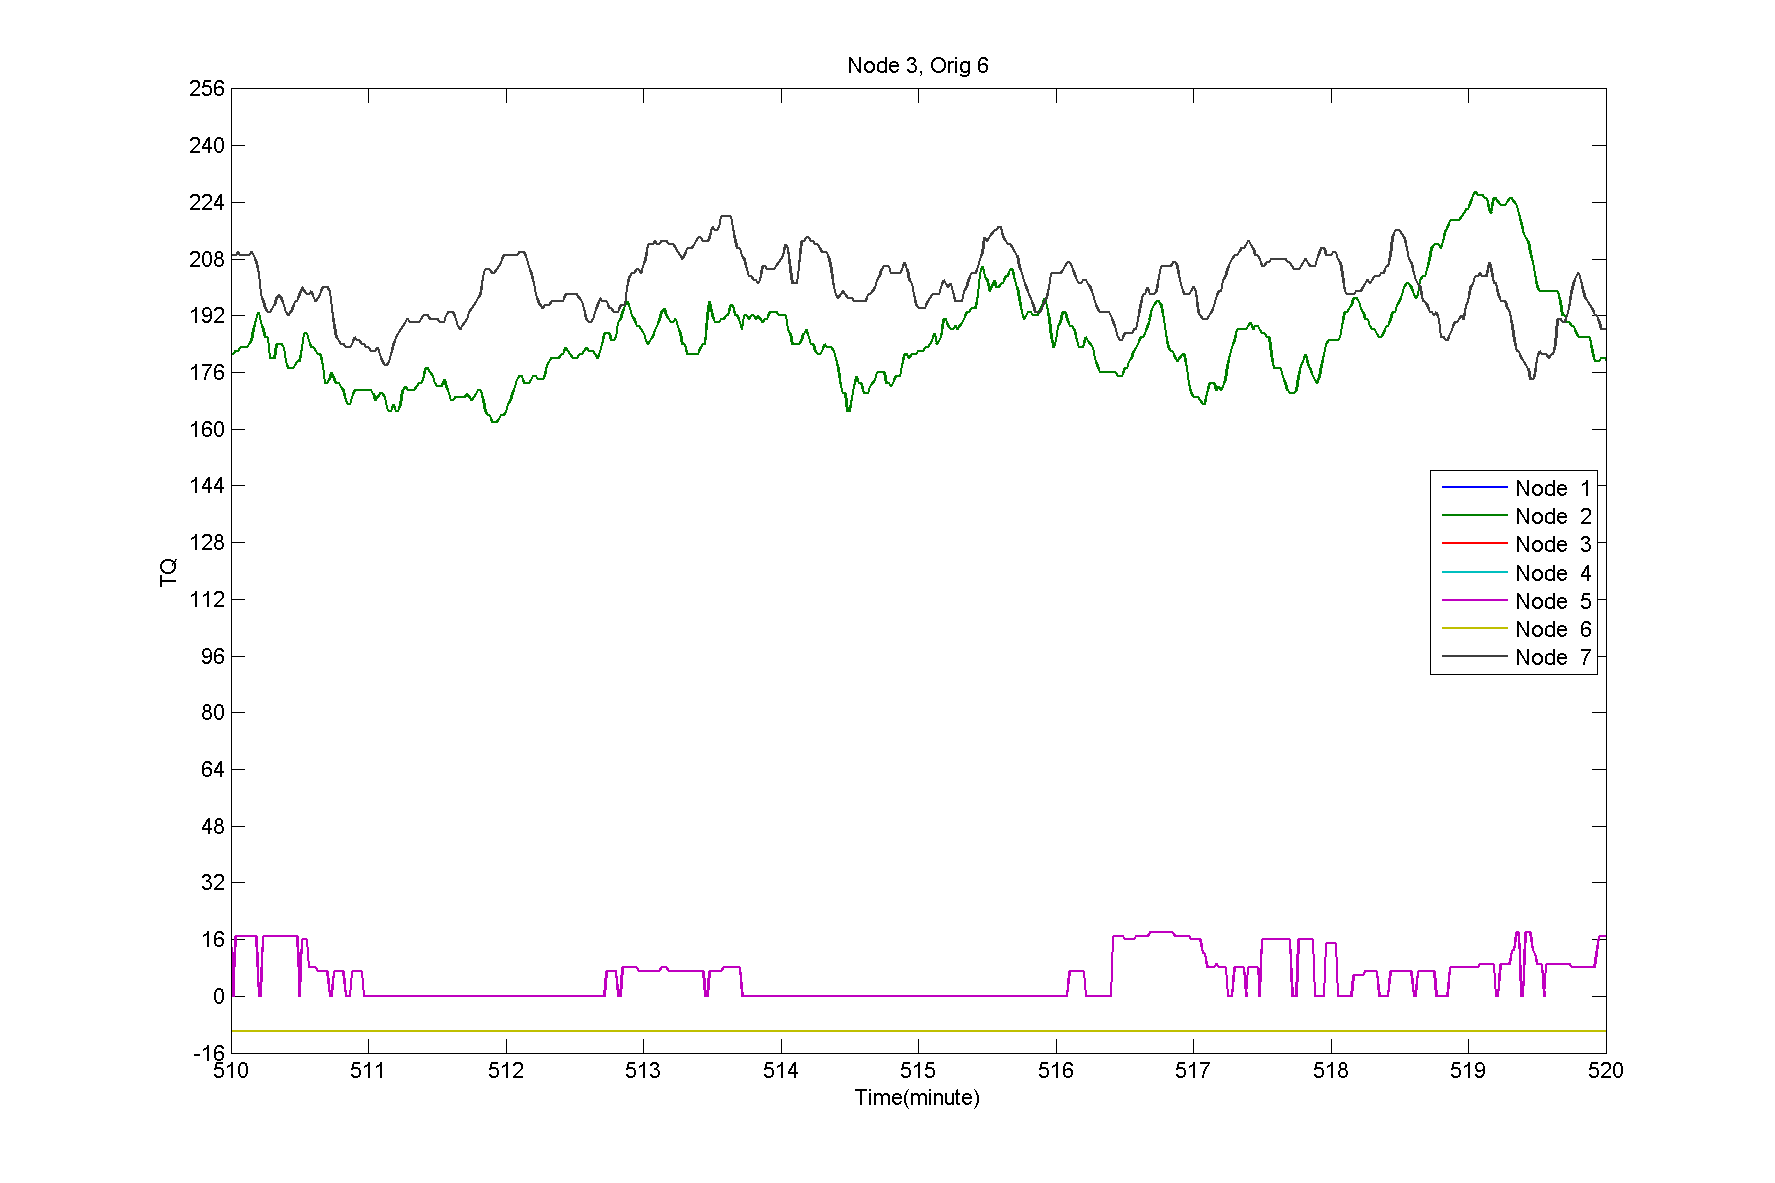 Node 3, Orig 6
256
240
224
208
192
176
160
144
128
112
96
80
64
48
32
16
0
-16
TQ
Node 1
Node 2
Node 3
Node 4
Node 5
Node 6
Node 7
510 511 512 513 514 515 516 517 518 519 520
Time(minute)